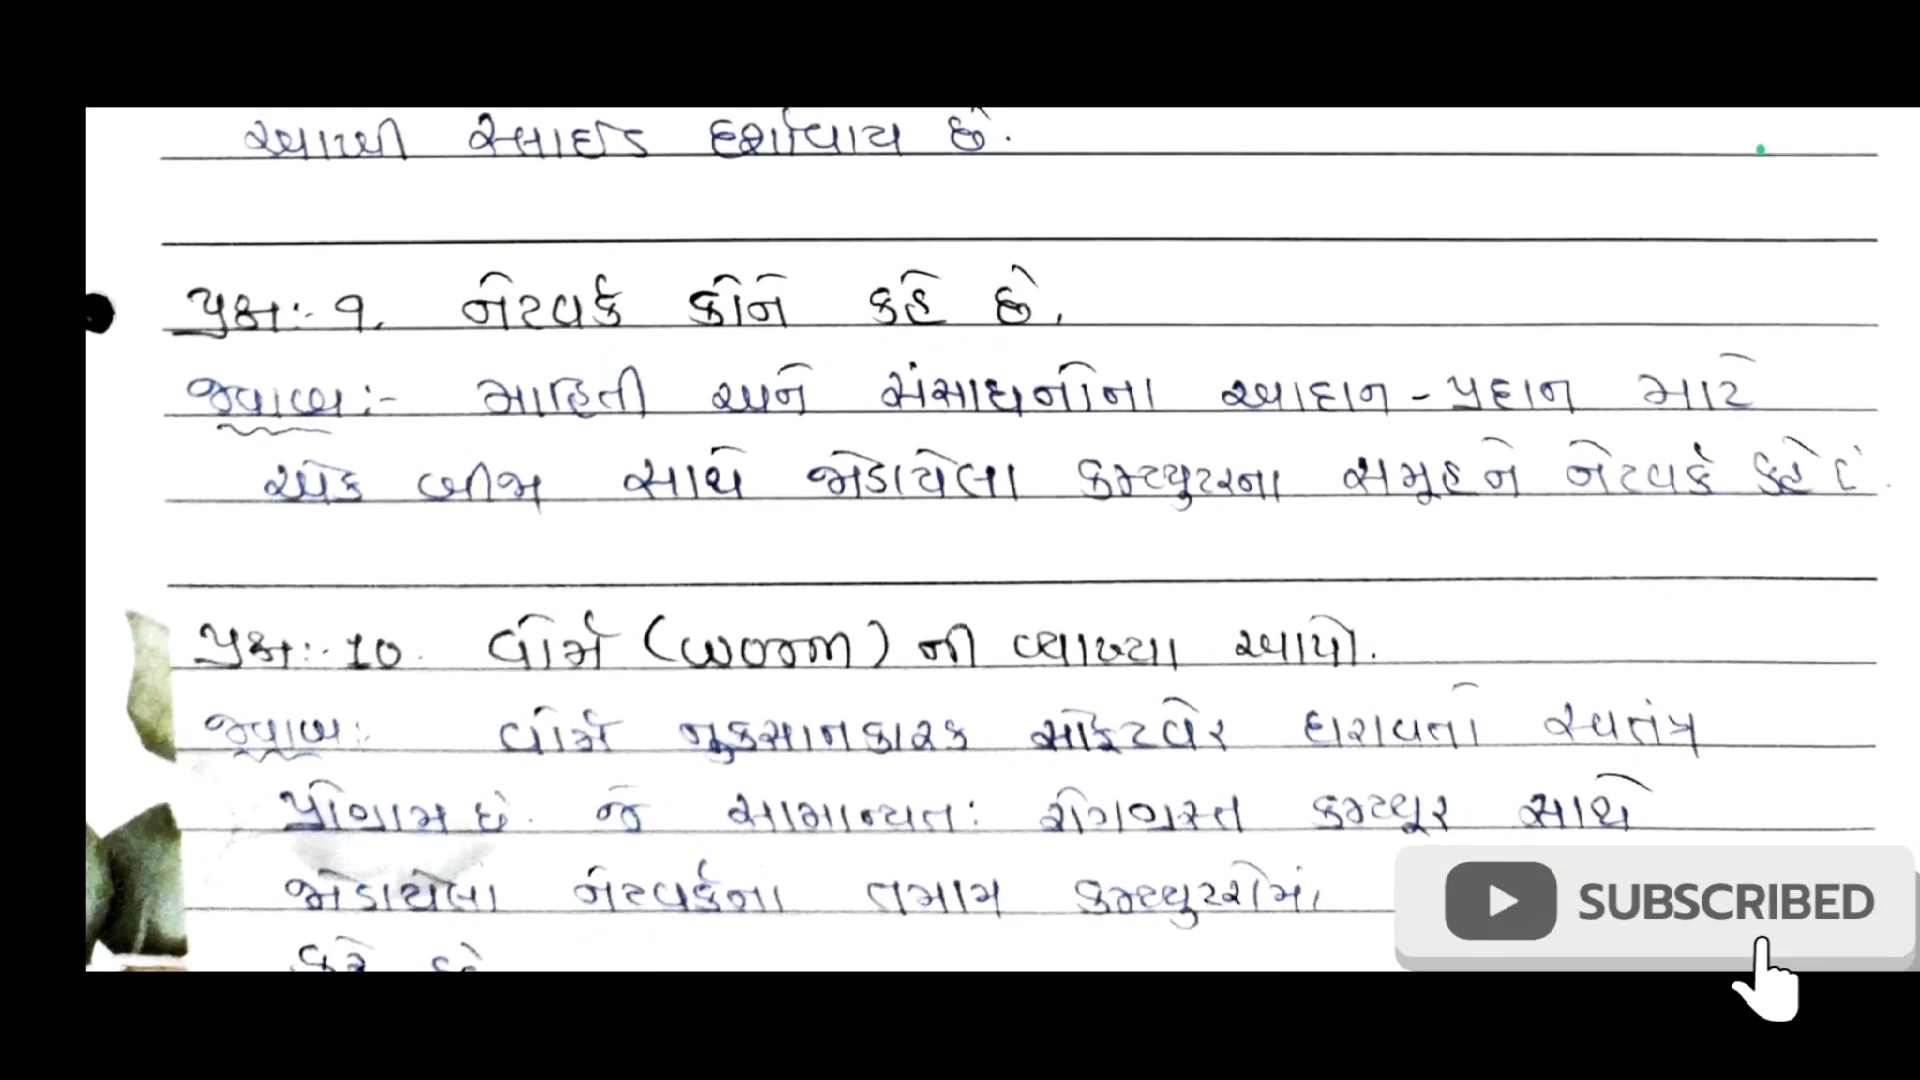 આખી સ્લાઈડ દર્શાવાય છે.
પ્રશ્ન:- 9. નેટવર્ક કોને કહે છે.
જવાબ:- માહિતી અને સંસાધનોના આદાન - પ્રદાન માટે
એક બીજા સાથે જોડાયેલા કમ્પ્યુટરના સમૂહને નેટવર્ક કહે છે.
પ્રશ્ન:- 10. વોર્મ (worm) ની વ્યાખ્યા આપો.
જવાબ: વોર્મ નુકસાનકારક સોફ્ટવેર ધરાવતો સ્વતંત્ર
પ્રોગ્રામ છે. જે સામાન્યત: રોગગ્રસ્ત કમ્પ્યૂર સાથે
જોડાયેલા નેટવર્કના તમામ કમ્પ્યુટરોમાં
SUBSCRIBED